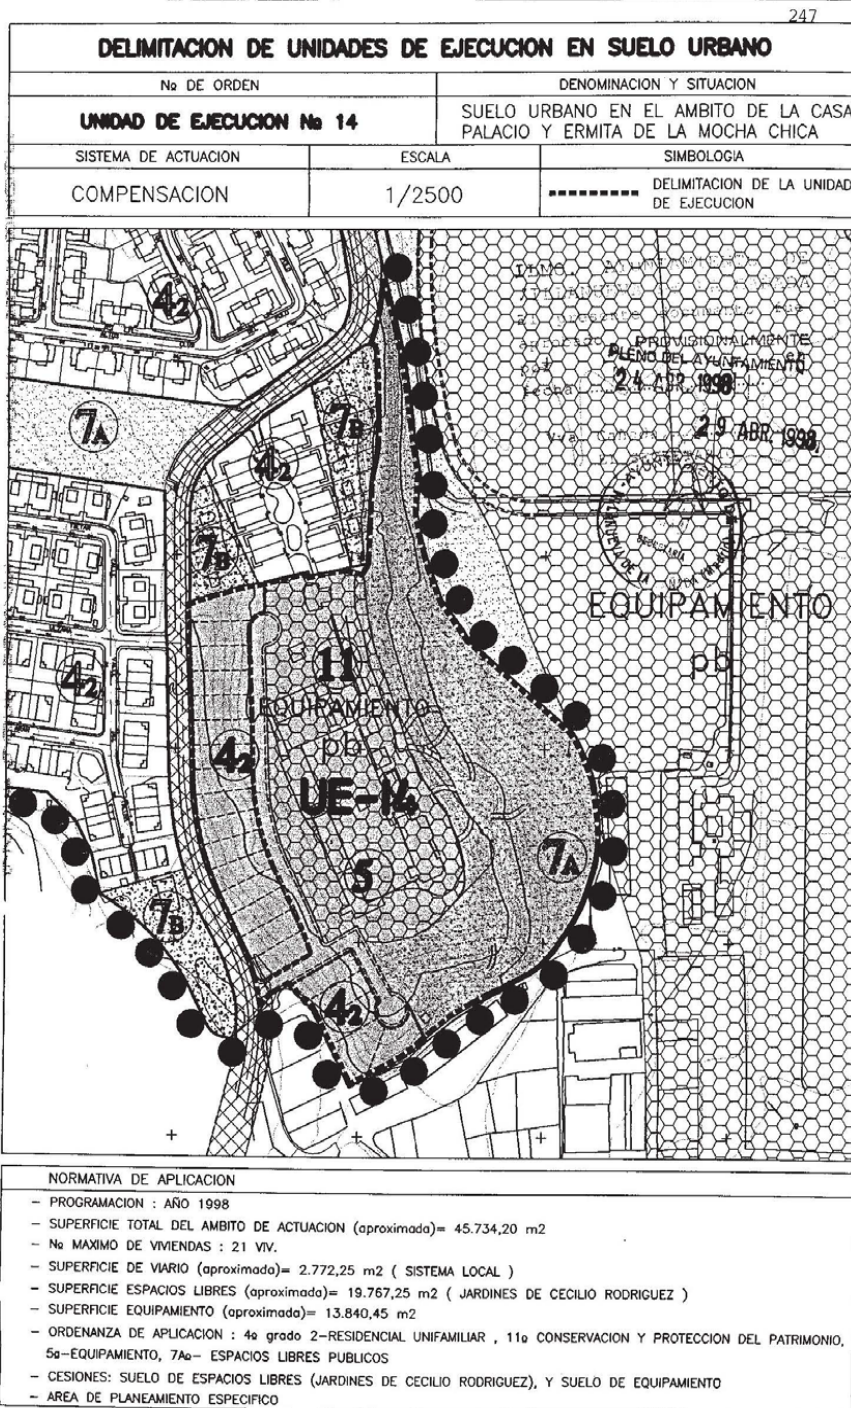 247
DELIMITACION DE UNIDADES DE EJECUCION EN SUELO URBANO
Nº DE ORDEN
DENOMINACION Y SITUACION
UNIDAD DE EJECUCION Nº 14
SUELO URBANO EN EL AMBITO DE LA CASA
PALACIO Y ERMITA DE LA MOCHA CHICA
SISTEMA DE ACTUACION
ESCALA
SIMBOLOGIA
COMPENSACION
1/2500
DELIMITACION DE LA UNIDAD
DE EJECUCION
PROVISIONALMENTE
PLENO DEL AYUNTAMIENTO
24 ABR. 1998
29 ABR. 1998
42
7A
7B
42
7B
EQUIPAMIENTO
pb
11
42
EQUIPAMIENTO
pb
42
UE-14
5
7A
7B
42
NORMATIVA DE APLICACION
- PROGRAMACION : AÑO 1998
- SUPERFICIE TOTAL DEL AMBITO DE ACTUACION (aproximada)= 45.734,20 m2
- Nº MAXIMO DE VIVIENDAS : 21 VIV.
- SUPERFICIE DE VIARIO (aproximada)= 2.772,25 m2 ( SISTEMA LOCAL )
- SUPERFICIE ESPACIOS LIBRES (aproximada)= 19.767,25 m2 ( JARDINES DE CECILIO RODRIGUEZ )
- SUPERFICIE EQUIPAMIENTO (aproximada)= 13.840,45 m2
- ORDENANZA DE APLICACION : 4º grado 2-RESIDENCIAL UNIFAMILIAR , 11º CONSERVACION Y PROTECCION DEL PATRIMONIO,
5º-EQUIPAMIENTO, 7Aº- ESPACIOS LIBRES PUBLICOS
- CESIONES: SUELO DE ESPACIOS LIBRES (JARDINES DE CECILIO RODRIGUEZ), Y SUELO DE EQUIPAMIENTO
- AREA DE PLANEAMIENTO ESPECIFICO